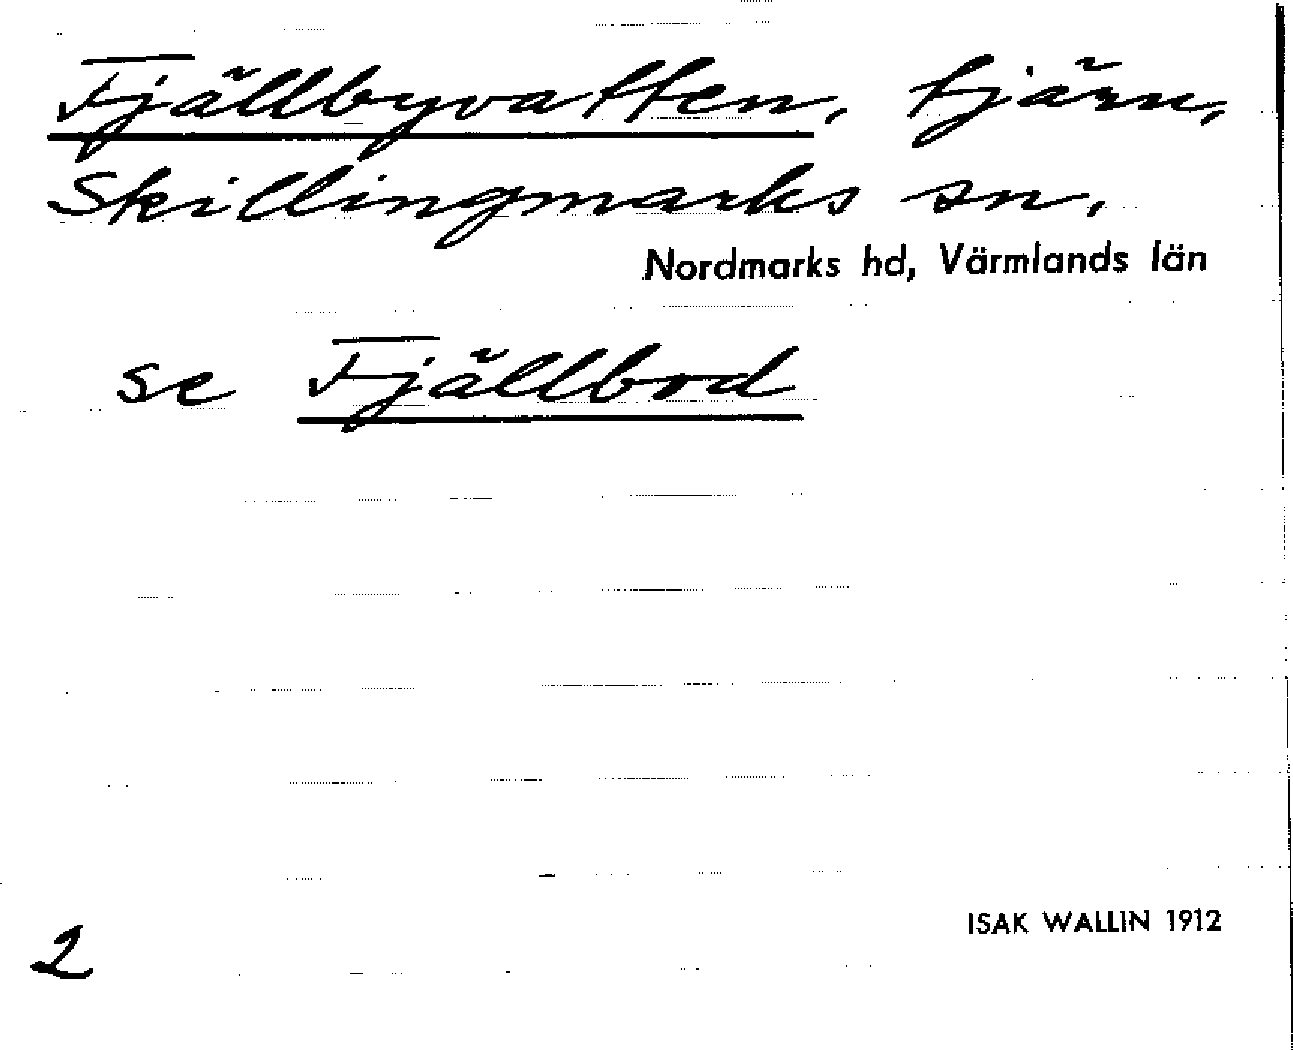 Fjällbyvatten, tjärn,
Skillingmarks sn,
Nordmarks hd, Värmlands län
se Fjällbod
ISAK WALLIN 1912
2